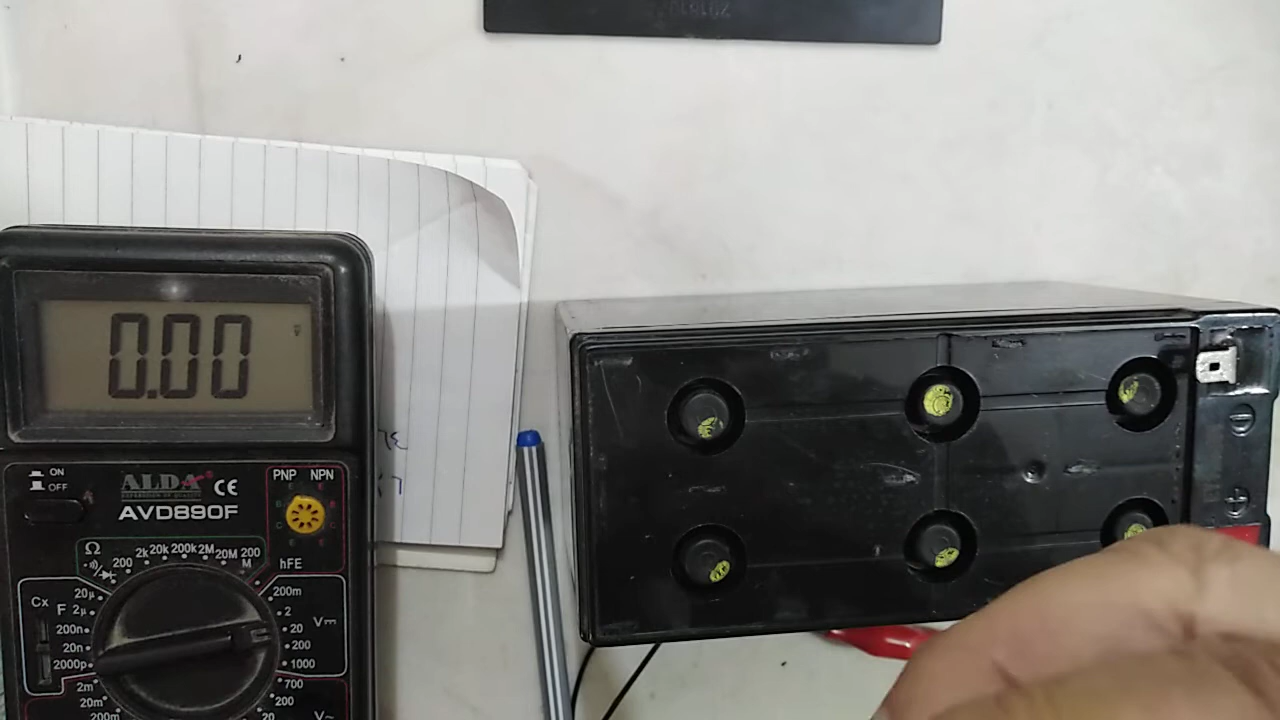 0.00
ON
OFF
ALDA
CE
AVD890F
PNP NPN
hFE
Ω
200
2k
20k
200k
2M
20M
200
M
200m
2
20
200
1000
V⎓
700
200
20
V~
Cx
F
20µ
2µ
200n
20n
2000p
2m
20m
200m